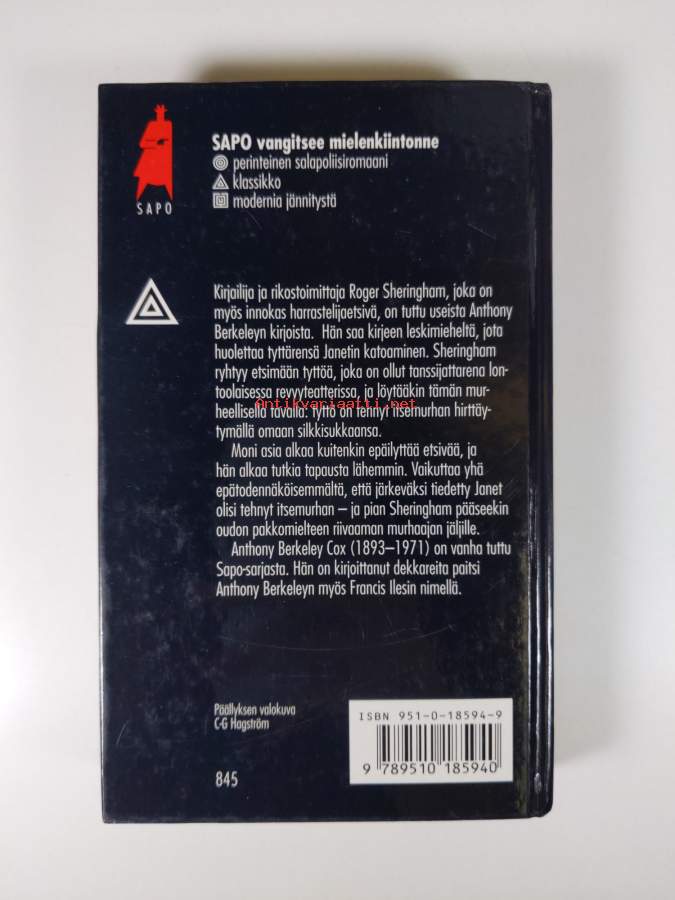 SAPO vangitsee mielenkiintonne
perinteinen salapoliisiromaani
klassikko
modernia jännitystä
SAPO
Kirjailija ja rikostoimittaja Roger Sheringham, joka on
myös innokas harrastelijaetsivä, on tuttu useista Anthony
Berkeleyn kirjoista. Hän saa kirjeen leskimieheltä, jota
huolettaa tyttärensä Janetin katoaminen. Sheringham
ryhtyy etsimään tyttöä, joka on ollut tanssijattarena lon-
toolaisessa revyyteatterissa, ja löytääkin tämän mur-
Antikvariaatti.net
heellisella tavalla: Tyttö on tehnyt itsemurhan hirttäy-
tymällä omaan silkkisukkaansa.
Moni asia alkaa kuitenkin epäilyttää etsivää, ja
hän alkaa tutkia tapausta lähemmin. Vaikuttaa yhä
epätodennäköisemmältä, että järkeväksi tiedetty Janet
olisi tehnyt itsemurhan – ja pian Sheringham pääseekin
oudon pakkomielteen riivaaman murhaajan jäljille.
Anthony Berkeley Cox (1893–1971) on vanha tuttu
Sapo-sarjasta. Hän on kirjoittanut dekkareita paitsi
Anthony Berkeleyn myös Francis Ilesin nimellä.
Päällyksen valokuva
C-G Hagström
845
ISBN 951-0-18594-9
9 789510 185940